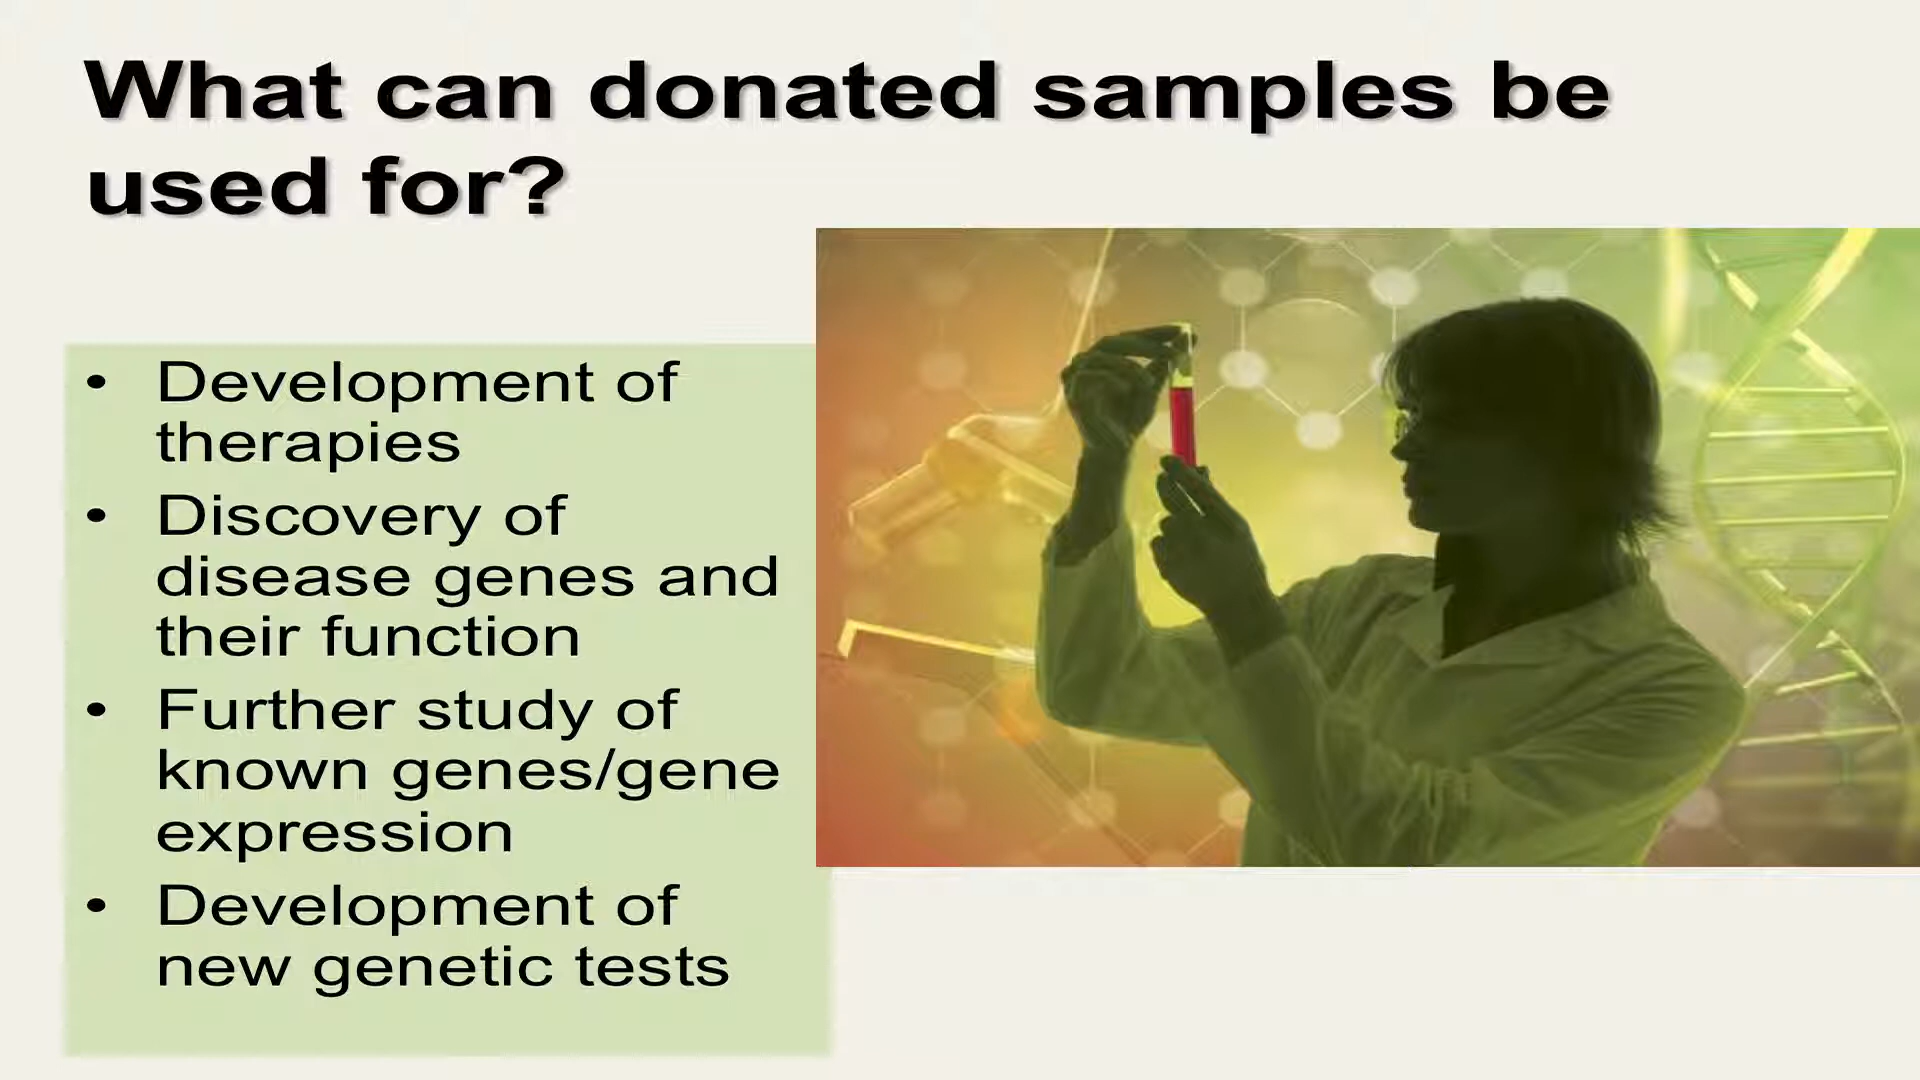 What can donated samples be
used for?
• Development of
therapies
• Discovery of
disease genes and
their function
• Further study of
known genes/gene
expression
• Development of
new genetic tests